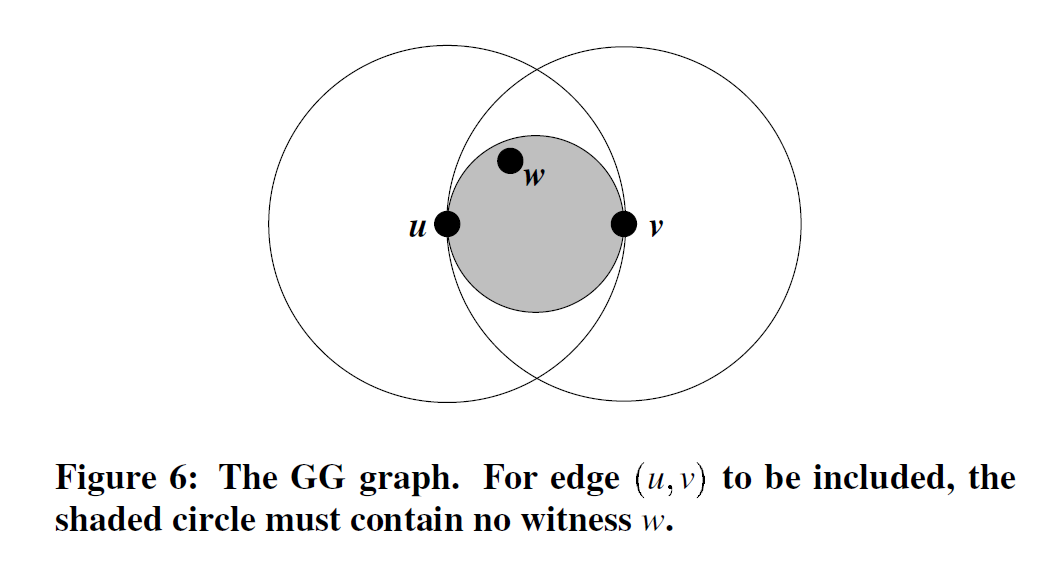 w
u
v
Figure 6: The GG graph. For edge (u,v) to be included, the
shaded circle must contain no witness w.